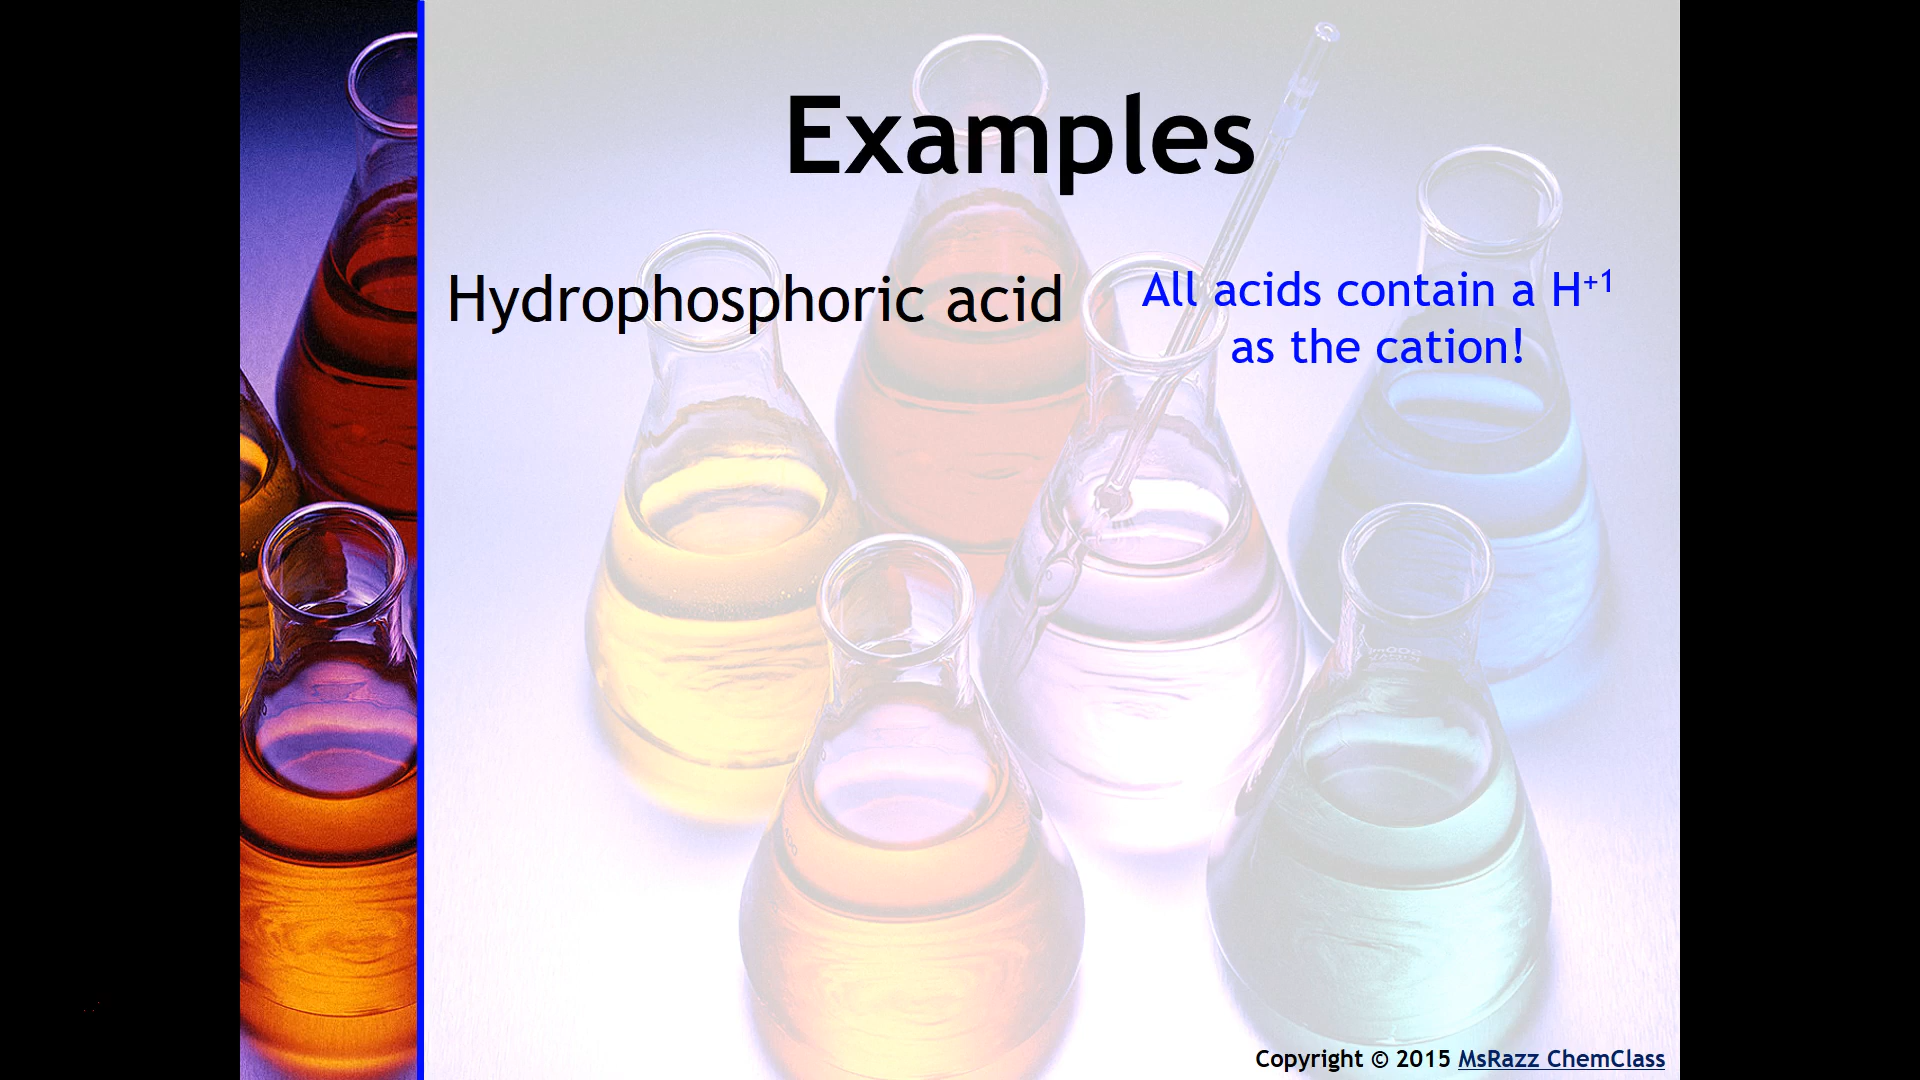 Examples
Hydrophosphoric acid
All acids contain a H⁺¹
as the cation!
Copyright © 2015 MsRazz ChemClass